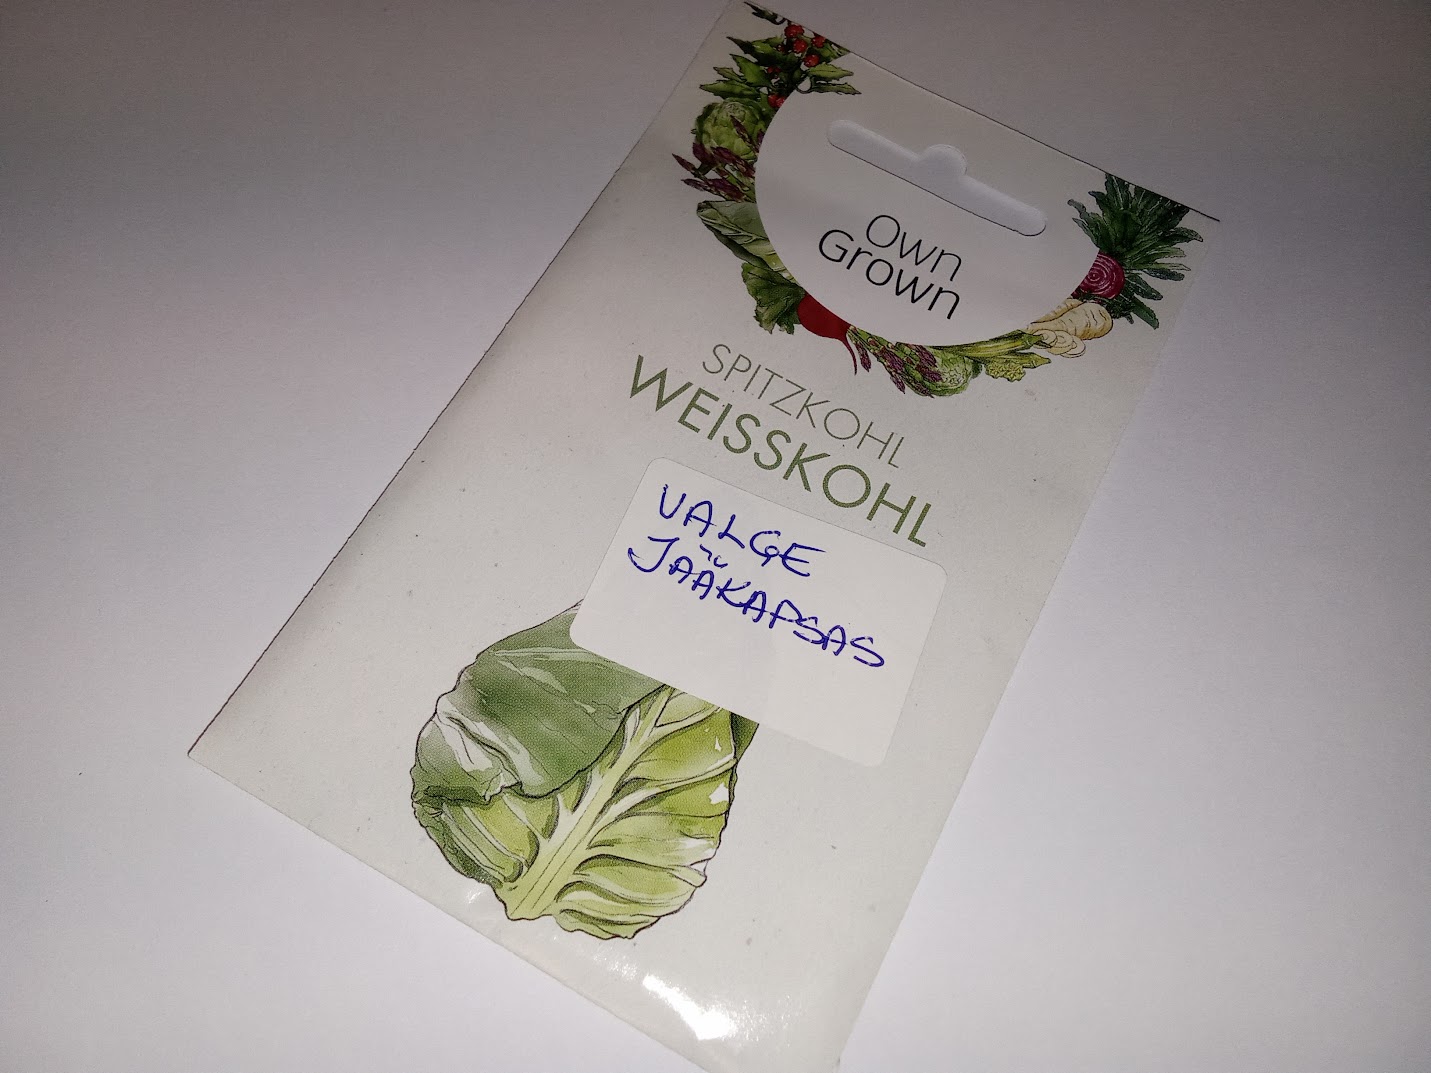 Own
Grown
SPITZKOHL
WEISSKOHL
VALGE
JÄÄKAPSAS